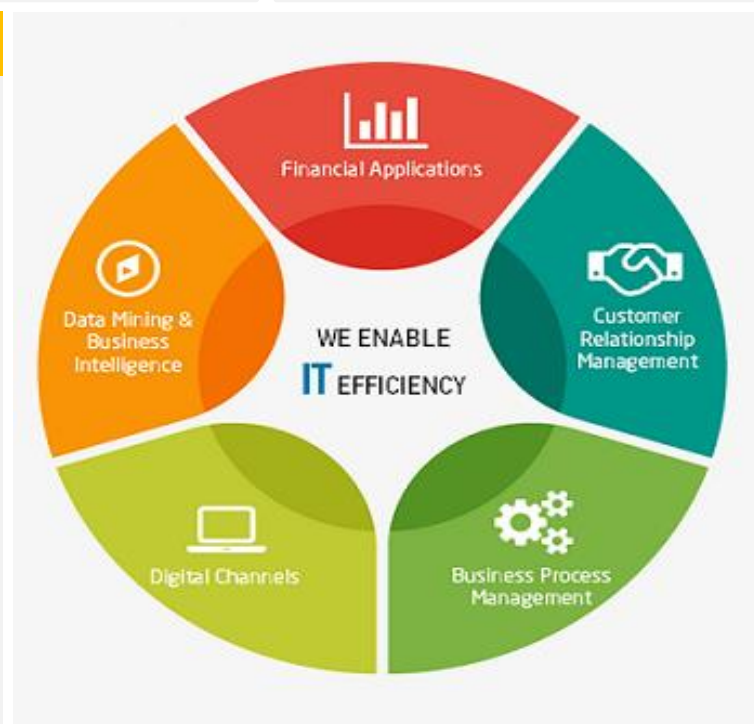 Financial Applications
Customer
Relationship
Management
Data Mining &
Business
Intelligence
WE ENABLE
IT EFFICIENCY
Digital Channels
Business Process
Management